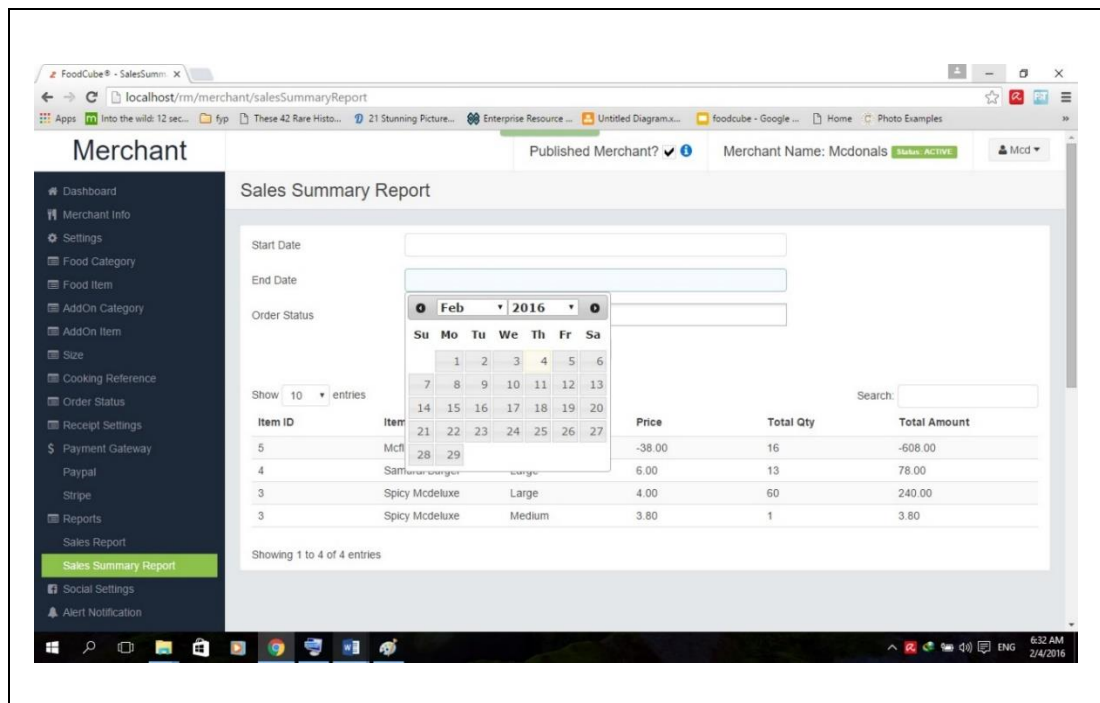 FoodCube® - SalesSumm
localhost/rm/merchant/salesSummaryReport
Apps Into the wild: 12 sec... fyp These 42 Rare Histo... 21 Stunning Picture... Enterprise Resource ... Untitled Diagram.x... foodcube - Google ... Home Photo Examples »
Merchant Published Merchant? Merchant Name: Mcdonals Status: ACTIVE Mcd
Dashboard
Merchant Info
Settings
Food Category
Food Item
AddOn Category
AddOn Item
Size
Cooking Reference
Order Status
Receipt Settings
$ Payment Gateway
Paypal
Stripe
Reports
Sales Report
Sales Summary Report
Social Settings
Alert Notification
Sales Summary Report
Start Date
End Date
Order Status
Feb 2016
Su Mo Tu We Th Fr Sa
1 2 3 4 5 6
7 8 9 10 11 12 13
14 15 16 17 18 19 20
21 22 23 24 25 26 27
28 29
Show 10 entries Search:
Item ID Item Price Total Qty Total Amount
5 Mcfl -38.00 16 -608.00
4 Samurai Burger Large 6.00 13 78.00
3 Spicy Mcdeluxe Large 4.00 60 240.00
3 Spicy Mcdeluxe Medium 3.80 1 3.80
Showing 1 to 4 of 4 entries
ENG 6:32 AM
2/4/2016